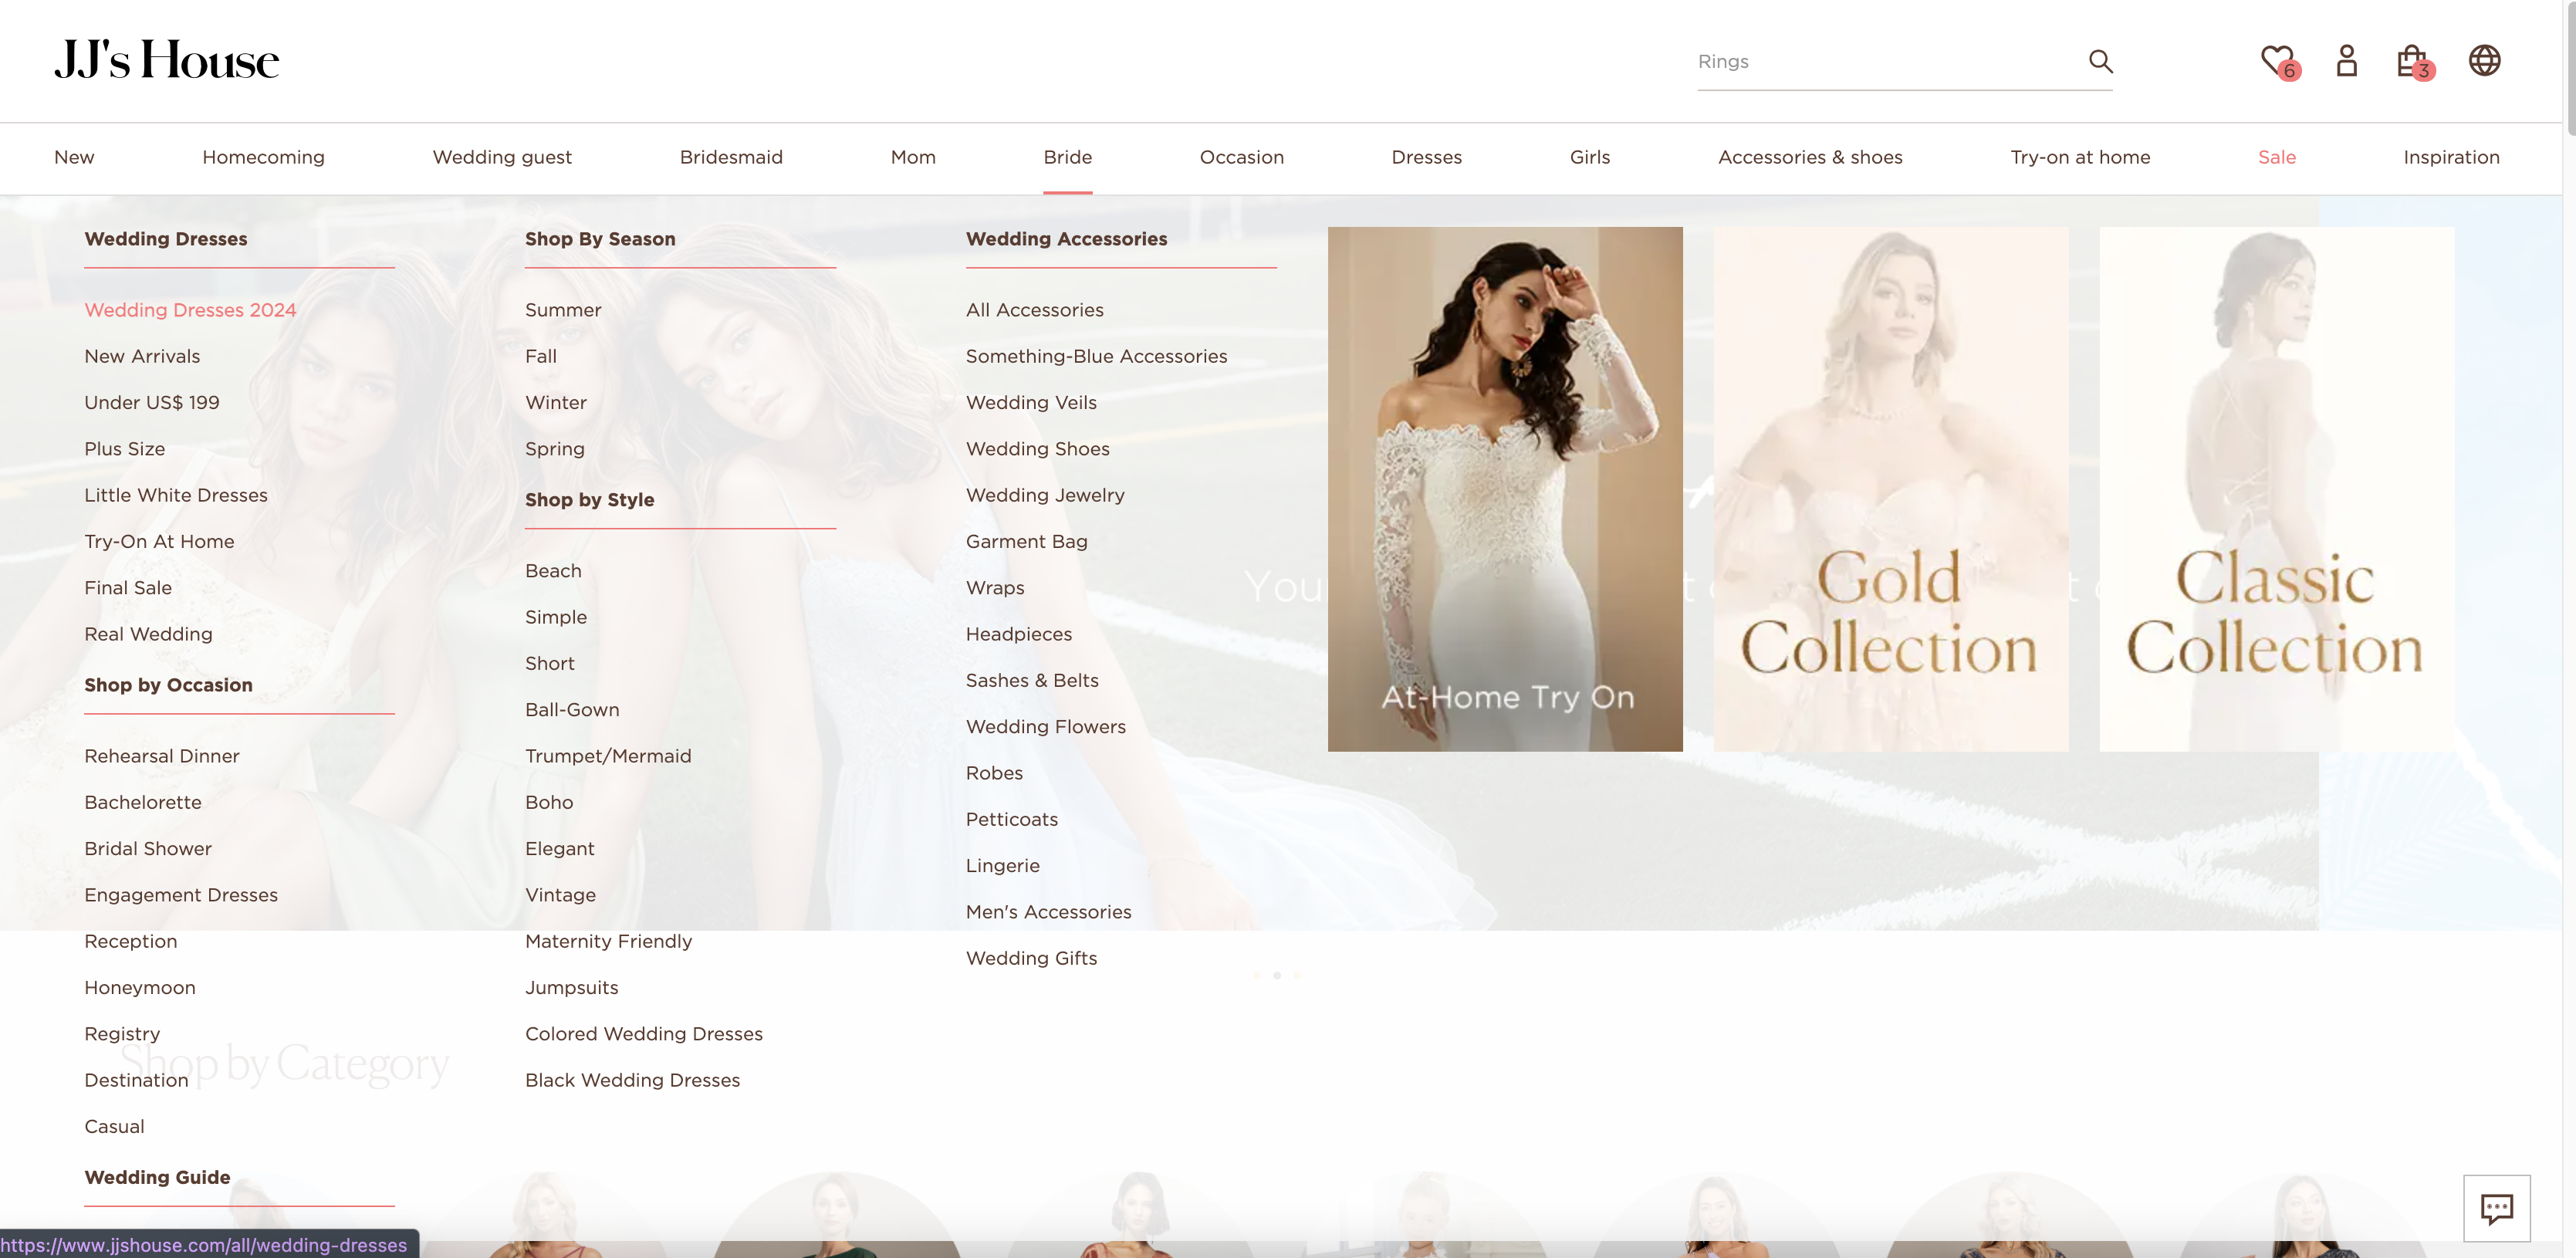 JJ's House
Rings
6
3
New
Homecoming
Wedding guest
Bridesmaid
Mom
Bride
Occasion
Dresses
Girls
Accessories & shoes
Try-on at home
Sale
Inspiration
Wedding Dresses
Wedding Dresses 2024
New Arrivals
Under US$ 199
Plus Size
Little White Dresses
Try-On At Home
Final Sale
Real Wedding
Shop by Occasion
Rehearsal Dinner
Bachelorette
Bridal Shower
Engagement Dresses
Reception
Honeymoon
Registry
Destination
Casual
Wedding Guide
Shop By Season
Summer
Fall
Winter
Spring
Shop by Style
Beach
Simple
Short
Ball-Gown
Trumpet/Mermaid
Boho
Elegant
Vintage
Maternity Friendly
Jumpsuits
Colored Wedding Dresses
Black Wedding Dresses
Wedding Accessories
All Accessories
Something-Blue Accessories
Wedding Veils
Wedding Shoes
Wedding Jewelry
Garment Bag
Wraps
Headpieces
Sashes & Belts
Wedding Flowers
Robes
Petticoats
Lingerie
Men's Accessories
Wedding Gifts
At-Home Try On
Gold
Collection
Classic
Collection
Shop by Category
https://www.jjshouse.com/all/wedding-dresses